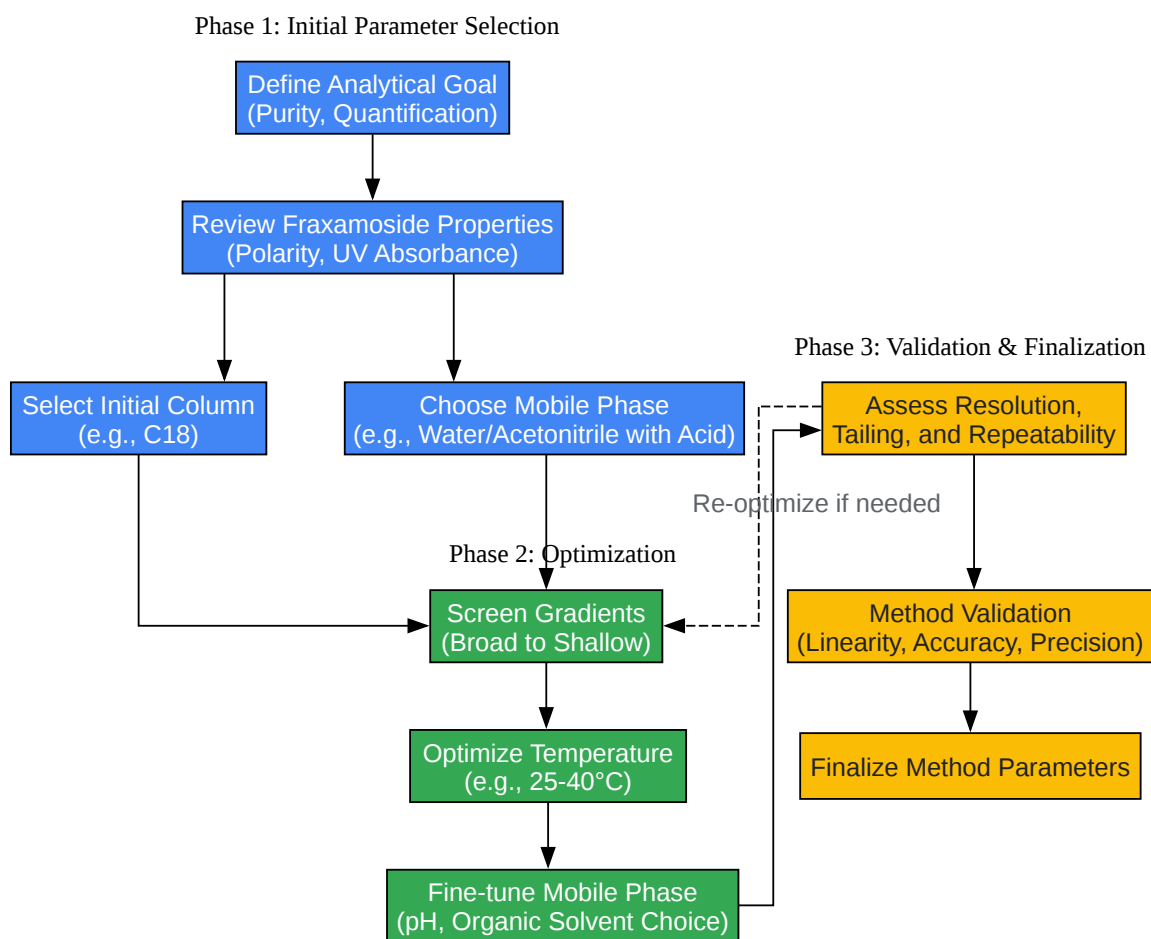 Phase 1: Initial Parameter Selection
Define Analytical Goal
(Purity, Quantification)
Review Fraxamoside Properties
(Polarity, UV Absorbance)
Select Initial Column
(e.g., C18)
Choose Mobile Phase
(e.g., Water/Acetonitrile with Acid)
Phase 2: Optimization
Screen Gradients
(Broad to Shallow)
Optimize Temperature
(e.g., 25-40°C)
Fine-tune Mobile Phase
(pH, Organic Solvent Choice)
Phase 3: Validation & Finalization
Assess Resolution,
Tailing, and Repeatability
Re-optimize if needed
Method Validation
(Linearity, Accuracy, Precision)
Finalize Method Parameters